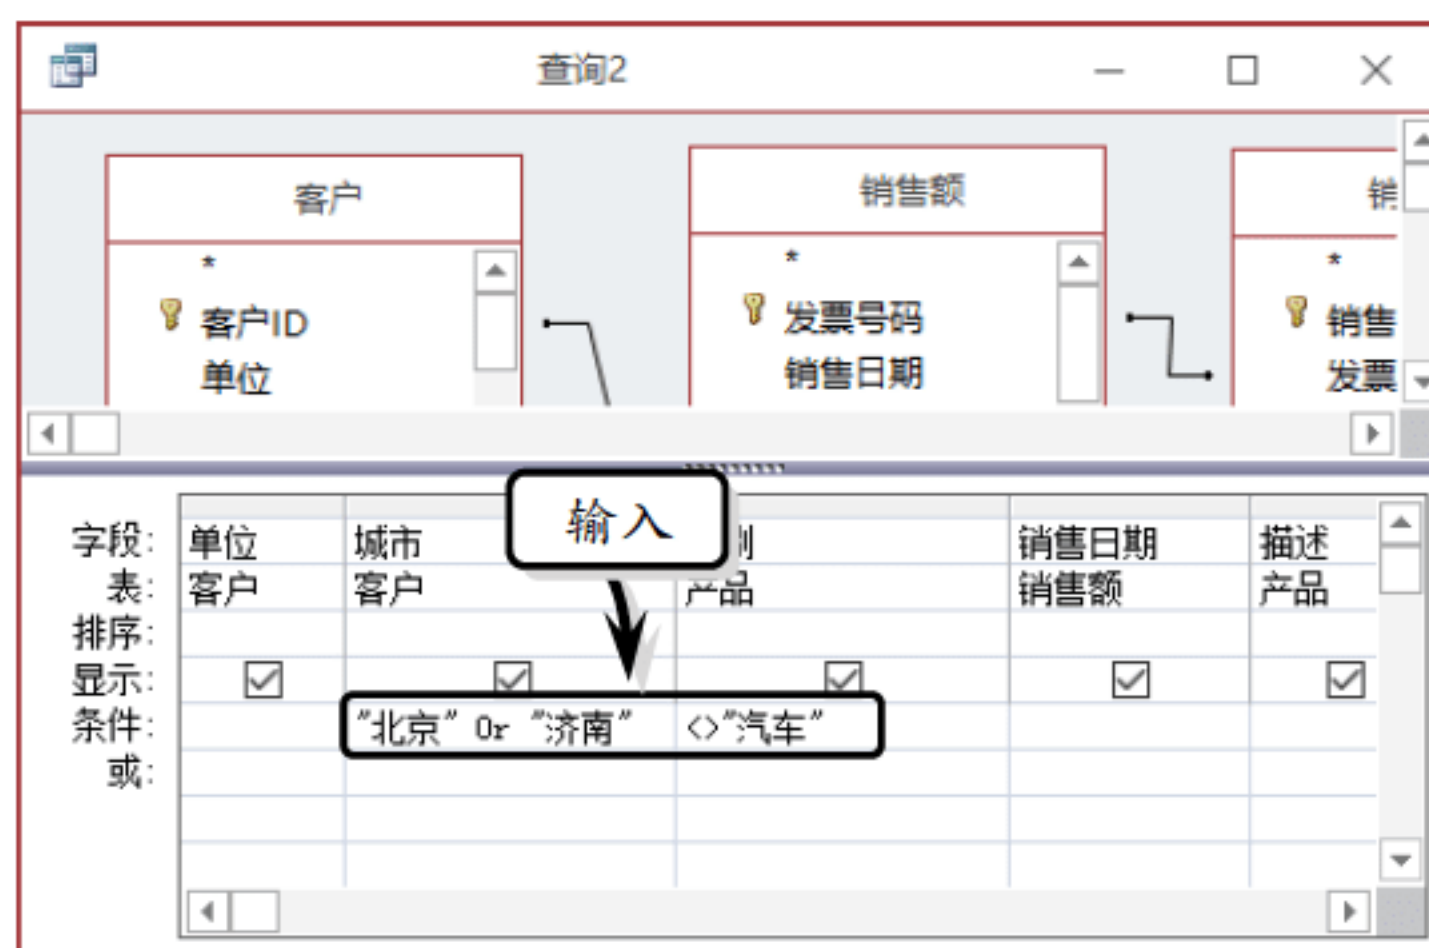 查询2
客户
销售额
*
客户ID
单位
*
发票号码
销售日期
*
销售
发票
输入
字段: 单位 城市 销售日期 描述
表: 客户 客户 产品 销售额 产品
排序:
显示:
条件: "北京" Or "济南" <>"汽车"
或: